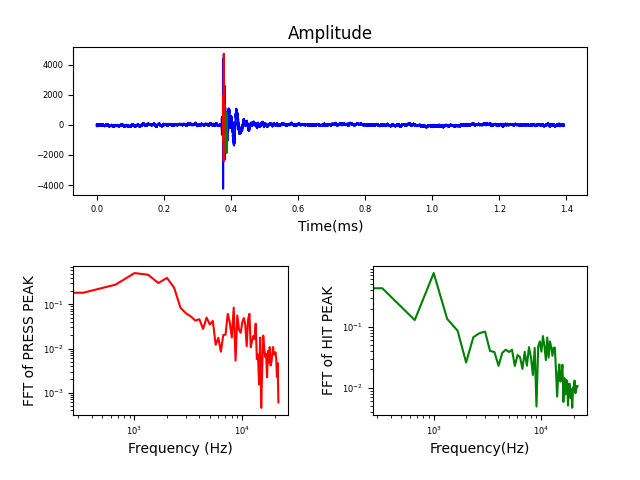 Amplitude
4000
2000
0
−2000
−4000
0.0 0.2 0.4 0.6 0.8 1.0 1.2 1.4
Time(ms)
FFT of PRESS PEAK
10⁻¹
10⁻²
10⁻³
10³ 10⁴
Frequency (Hz)
FFT of HIT PEAK
10⁻¹
10⁻²
10³ 10⁴
Frequency(Hz)